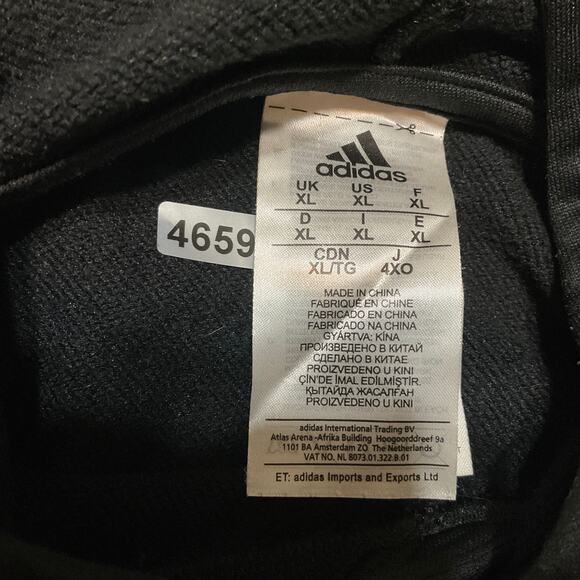 adidas
UK US F
XL XL XL
D I E
XL XL XL
CDN J
XL/TG 4XO
4659
MADE IN CHINA
FABRIQUÉ EN CHINE
FABRICADO EN CHINA
FABRICADO NA CHINA
GYÁRTVA: KÍNA
ПРОИЗВЕДЕНО В КИТАЙ
СДЕЛАНО В КИТАЕ
PROIZVEDENO U KINI
ÇİN'DE İMAL EDİLMİŞTİR.
ҚЫТАЙДА ЖАСАЛҒАН
PROIZVEDENO U KINI
adidas International Trading BV
Atlas Arena -Afrika Building Hoogoorddreef 9a
1101 BA Amsterdam ZO The Netherlands
VAT NO. NL 8073.01.322.B.01
ET: adidas Imports and Exports Ltd